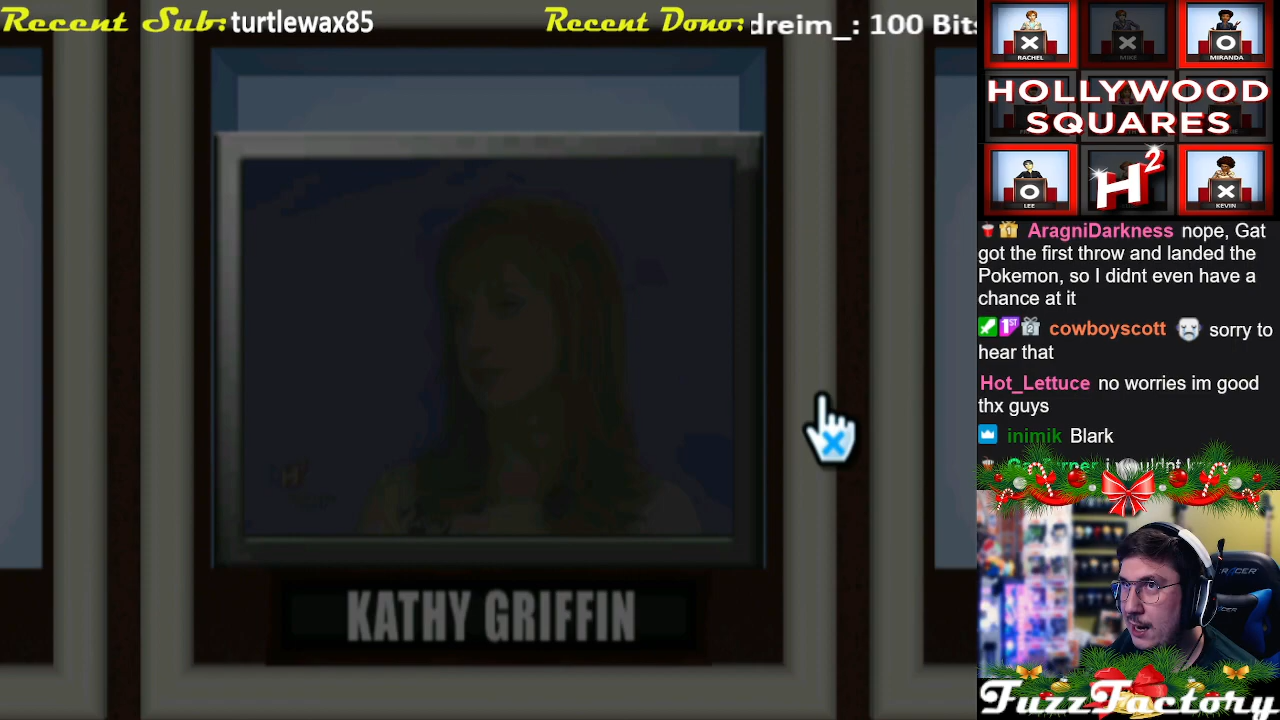 Recent Sub: turtlewax85
Recent Dono: dreim_: 100 Bits
KATHY GRIFFIN
RACHEL
MIKE
MIRANDA
HOLLYWOOD
SQUARES
H2
LEE
KEVIN
AragniDarkness nope, Gat
got the first throw and landed the
Pokemon, so I didnt even have a
chance at it
cowboyscott sorry to
hear that
Hot_Lettuce no worries im good
thx guys
inimik Blark
FuzzFactory